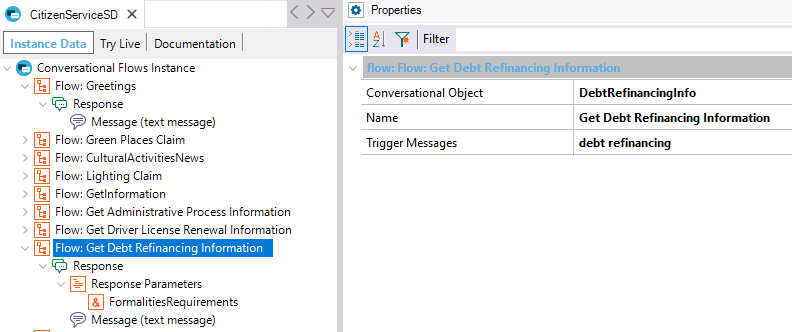 CitizenServiceSD
Instance Data
Try Live
Documentation
Conversational Flows Instance
Flow: Greetings
Response
Message (text message)
Flow: Green Places Claim
Flow: CulturalActivitiesNews
Flow: Lighting Claim
Flow: GetInformation
Flow: Get Administrative Process Information
Flow: Get Driver License Renewal Information
Flow: Get Debt Refinancing Information
Response
Response Parameters
& FormalitiesRequirements
Message (text message)
Properties
Filter
flow: Flow: Get Debt Refinancing Information
Conversational Object DebtRefinancingInfo
Name Get Debt Refinancing Information
Trigger Messages debt refinancing